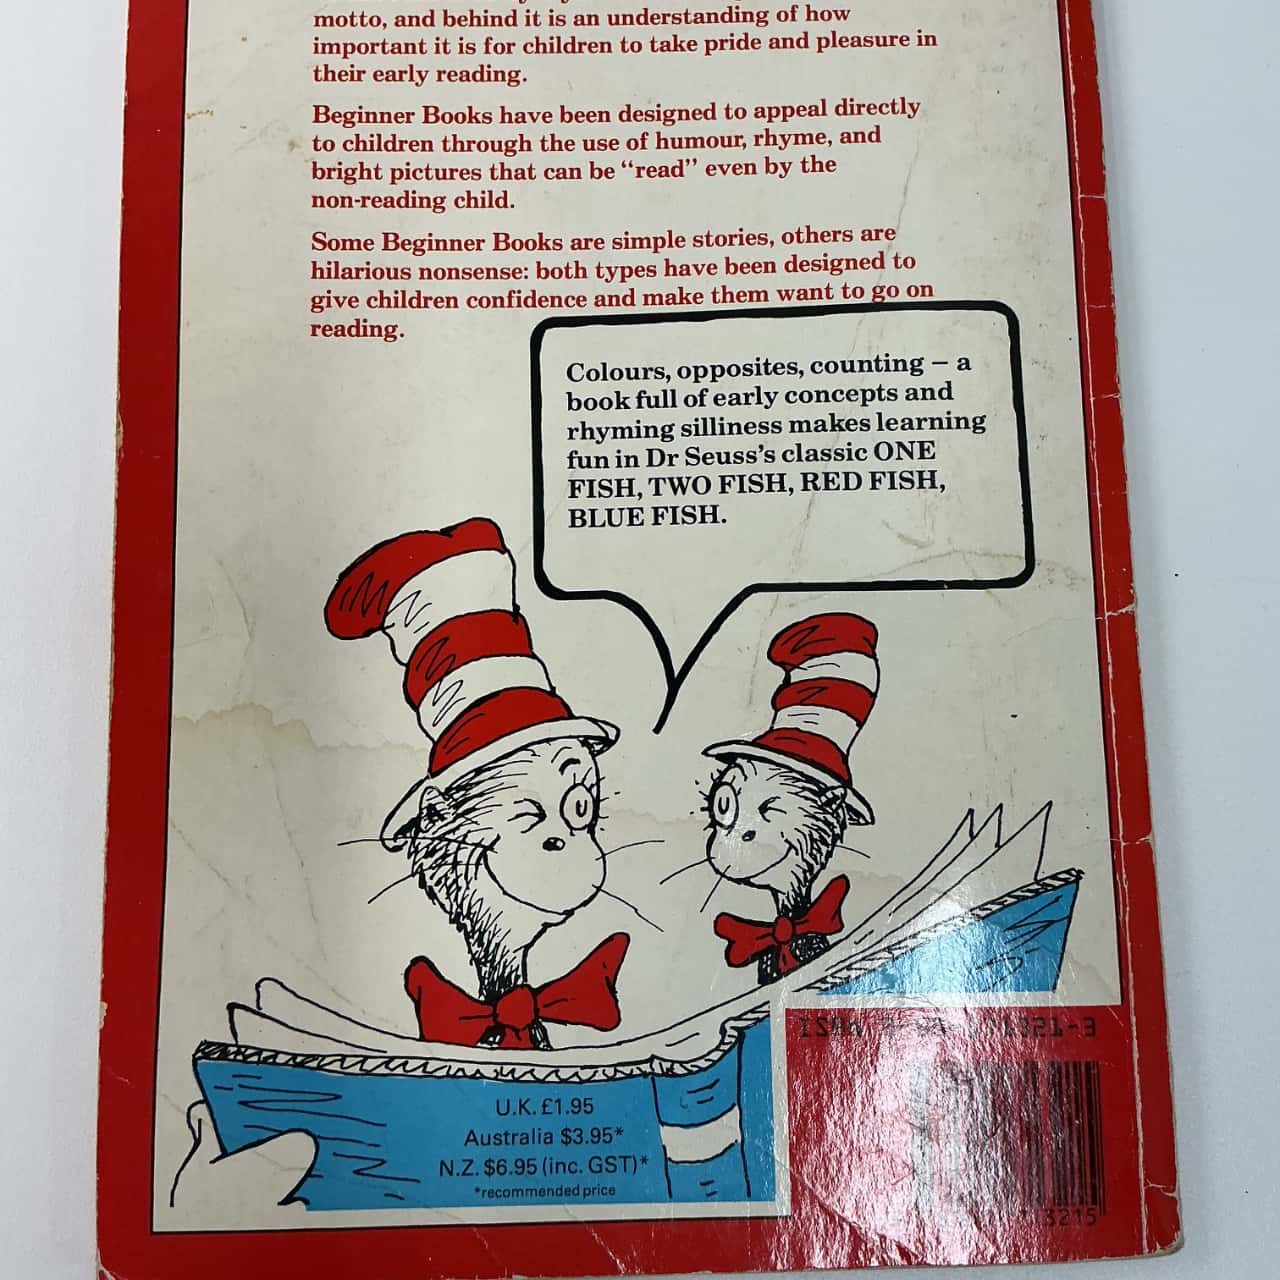 motto, and behind it is an understanding of how
important it is for children to take pride and pleasure in
their early reading.
Beginner Books have been designed to appeal directly
to children through the use of humour, rhyme, and
bright pictures that can be “read” even by the
non-reading child.
Some Beginner Books are simple stories, others are
hilarious nonsense: both types have been designed to
give children confidence and make them want to go on
reading.
Colours, opposites, counting – a
book full of early concepts and
rhyming silliness makes learning
fun in Dr Seuss’s classic ONE
FISH, TWO FISH, RED FISH,
BLUE FISH.
ISBN
U.K. £1.95
Australia $3.95*
N.Z. $6.95 (inc. GST)*
*recommended price